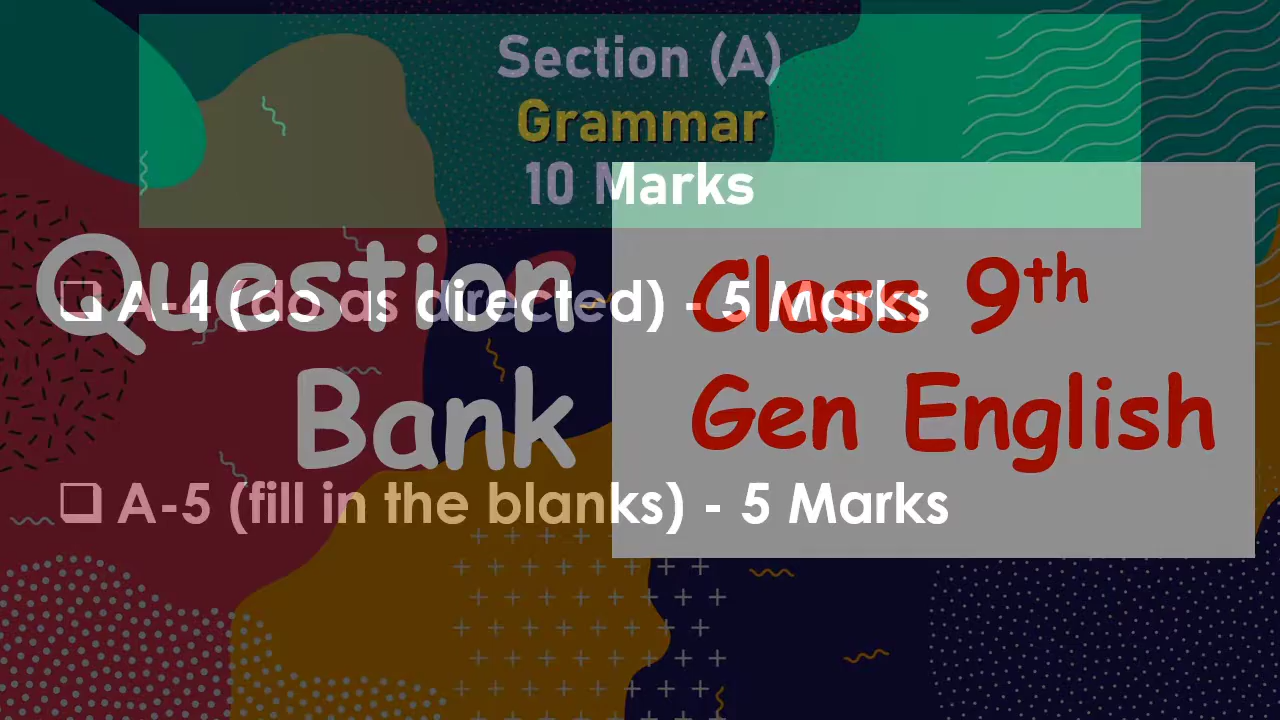 Section (A)
Grammar
10 Marks
Question
Bank
Class 9th
Gen English
❑ A-4 (do as directed) - 5 Marks
❑ A-5 (fill in the blanks) - 5 Marks